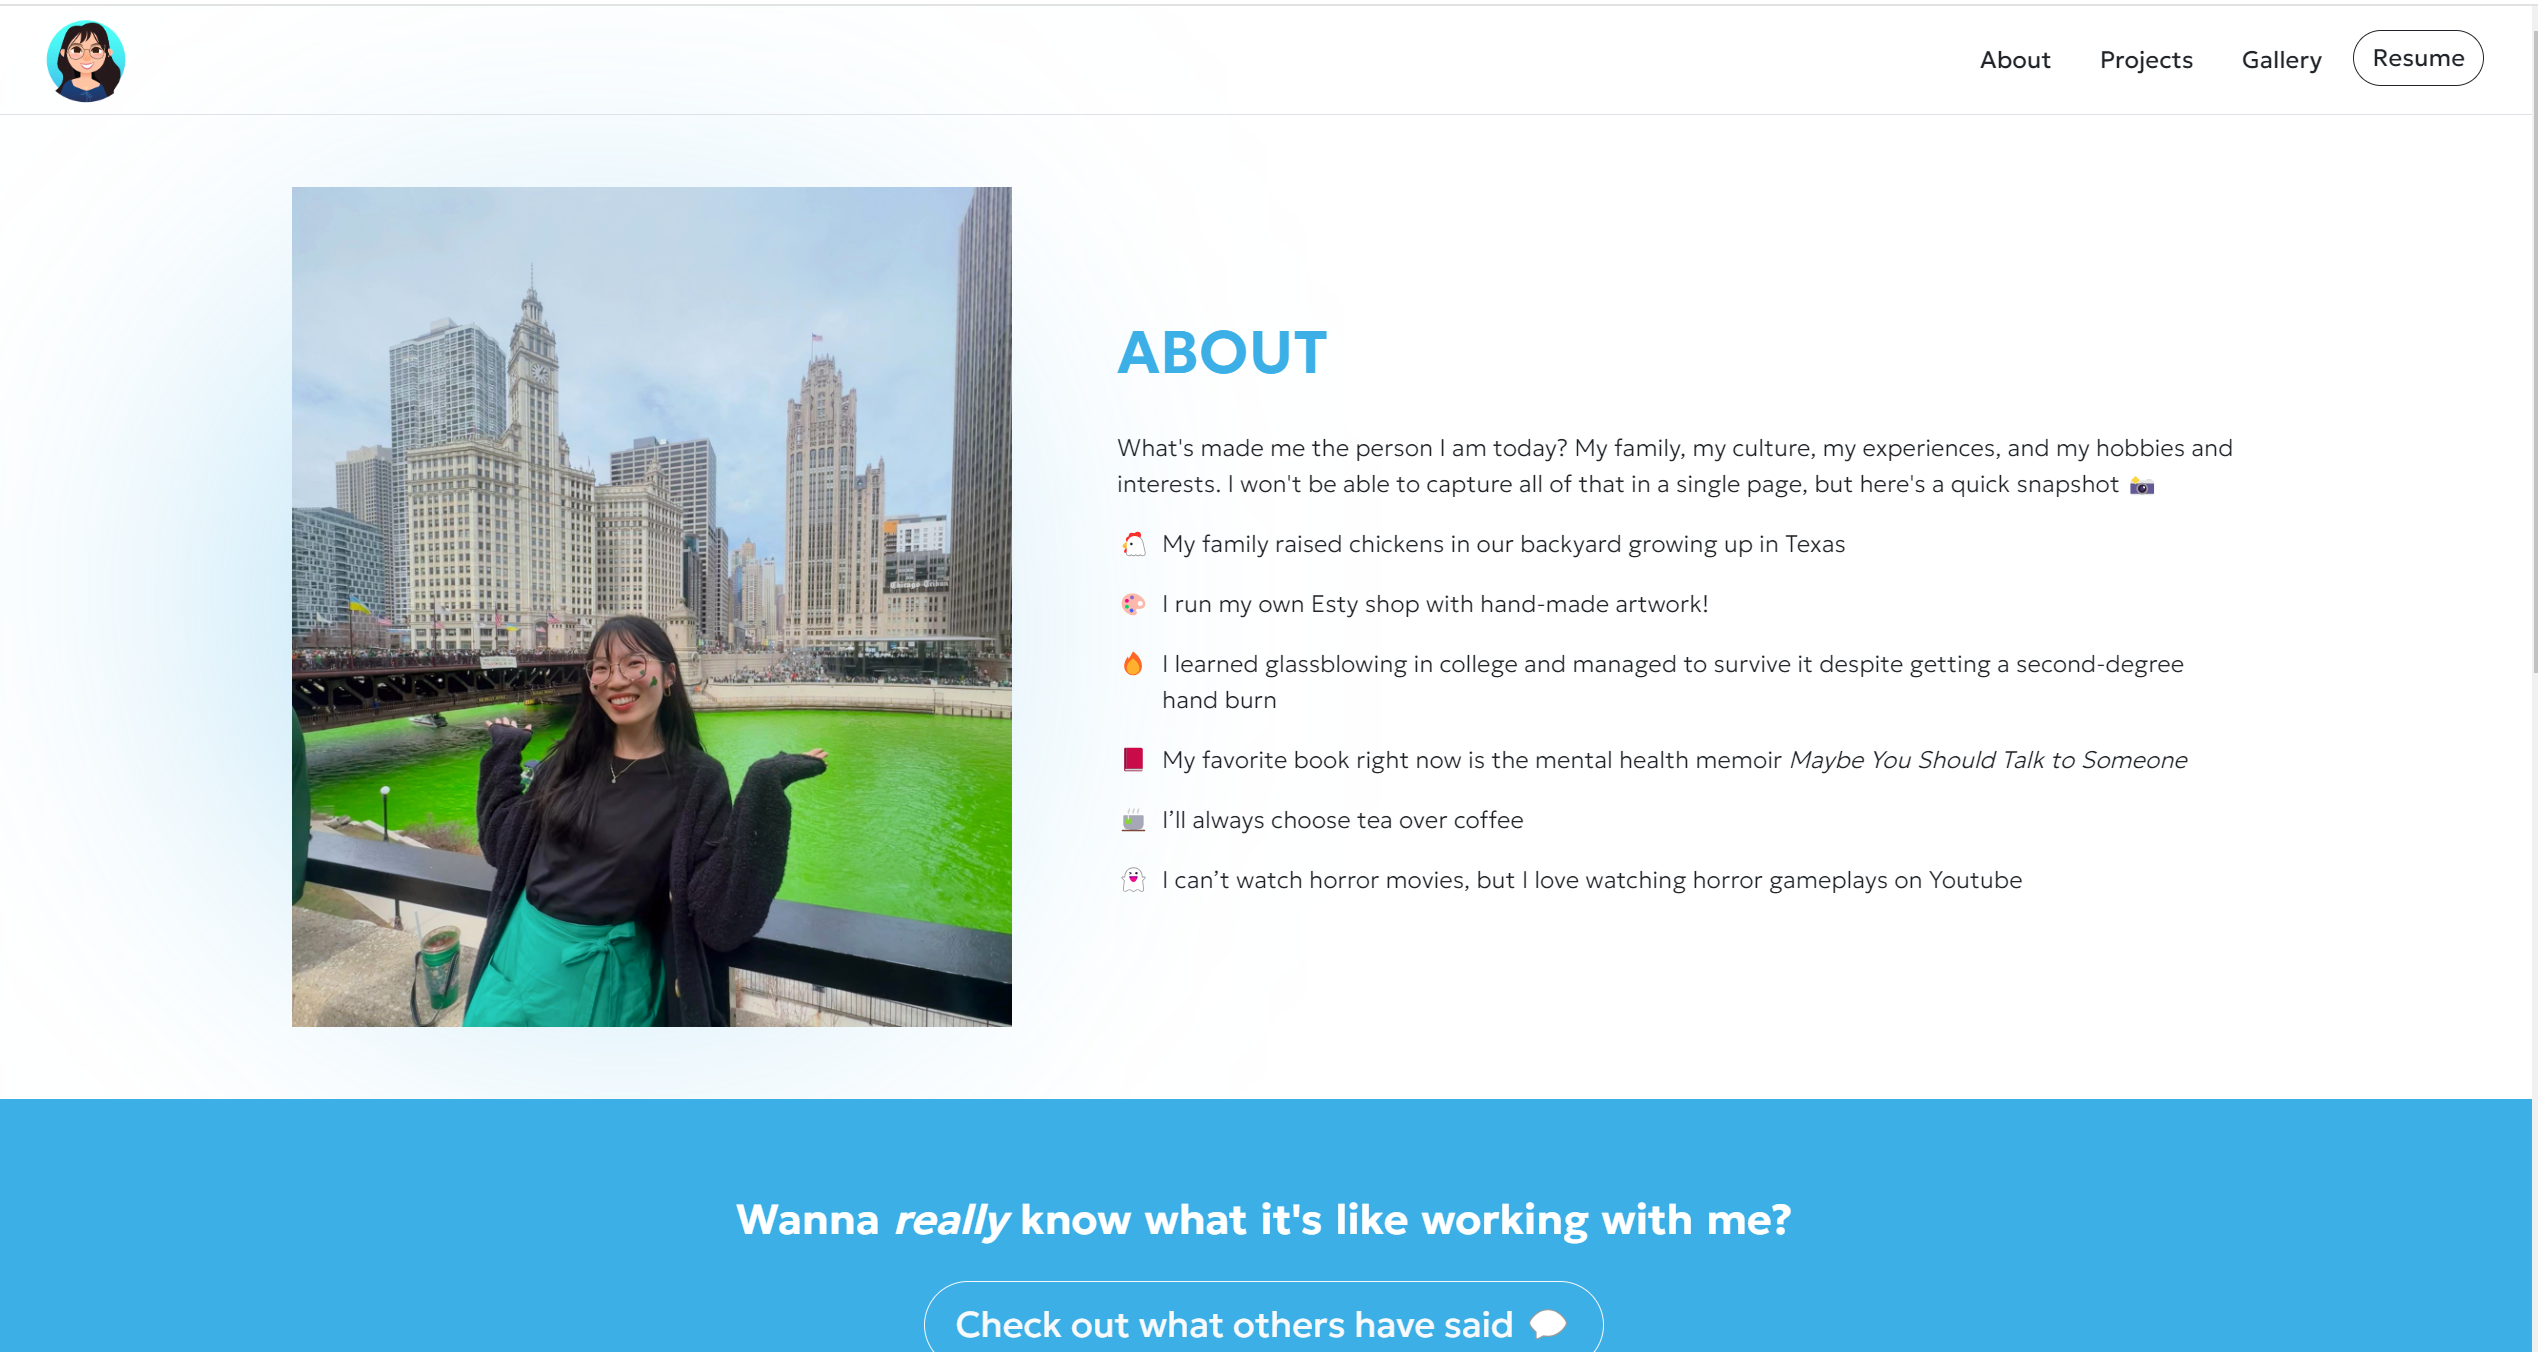 About
Projects
Gallery
Resume
ABOUT
What's made me the person I am today? My family, my culture, my experiences, and my hobbies and
interests. I won't be able to capture all of that in a single page, but here's a quick snapshot 📸
🐔 My family raised chickens in our backyard growing up in Texas
🎨 I run my own Esty shop with hand-made artwork!
🔥 I learned glassblowing in college and managed to survive it despite getting a second-degree
hand burn
📕 My favorite book right now is the mental health memoir Maybe You Should Talk to Someone
🍵 I’ll always choose tea over coffee
👻 I can’t watch horror movies, but I love watching horror gameplays on Youtube
Chicago Tribune
Wanna really know what it's like working with me?
Check out what others have said 💬